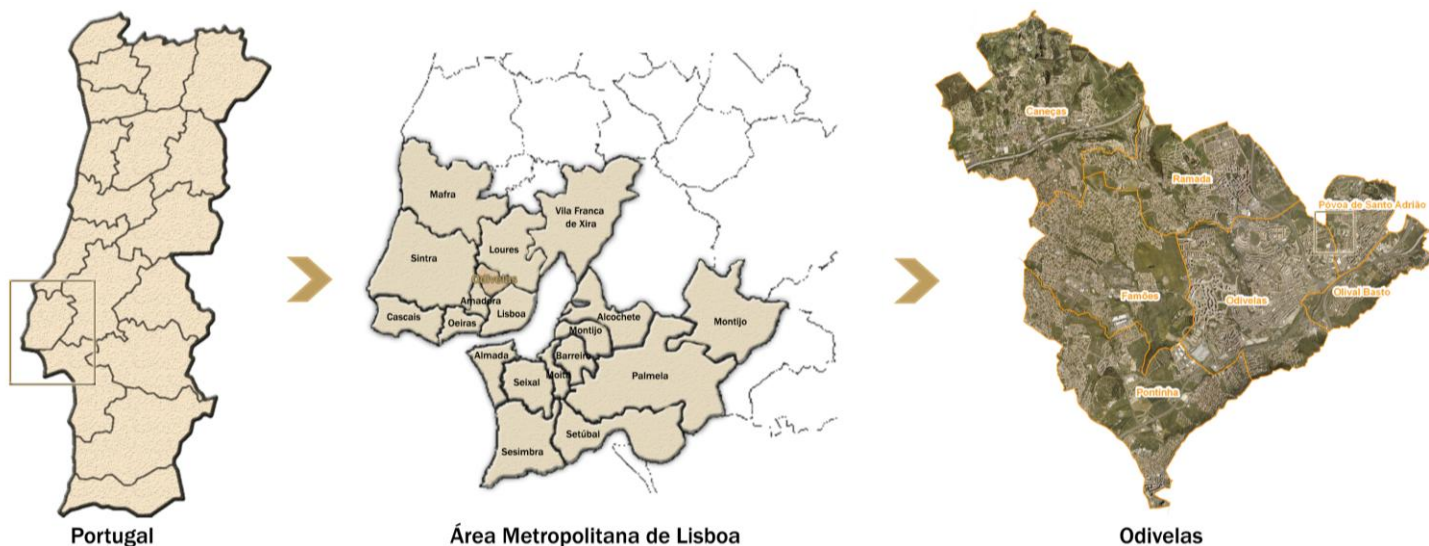 Portugal
Mafra
Vila Franca
de Xira
Loures
Sintra
Odivelas
Amadora
Cascais
Oeiras
Lisboa
Alcochete
Montijo
Montijo
Almada
Barreiro
Moita
Seixal
Palmela
Setúbal
Sesimbra
Área Metropolitana de Lisboa
Caneças
Ramada
Póvoa de Santo Adrião
Famões
Odivelas
Olival Basto
Pontinha
Odivelas